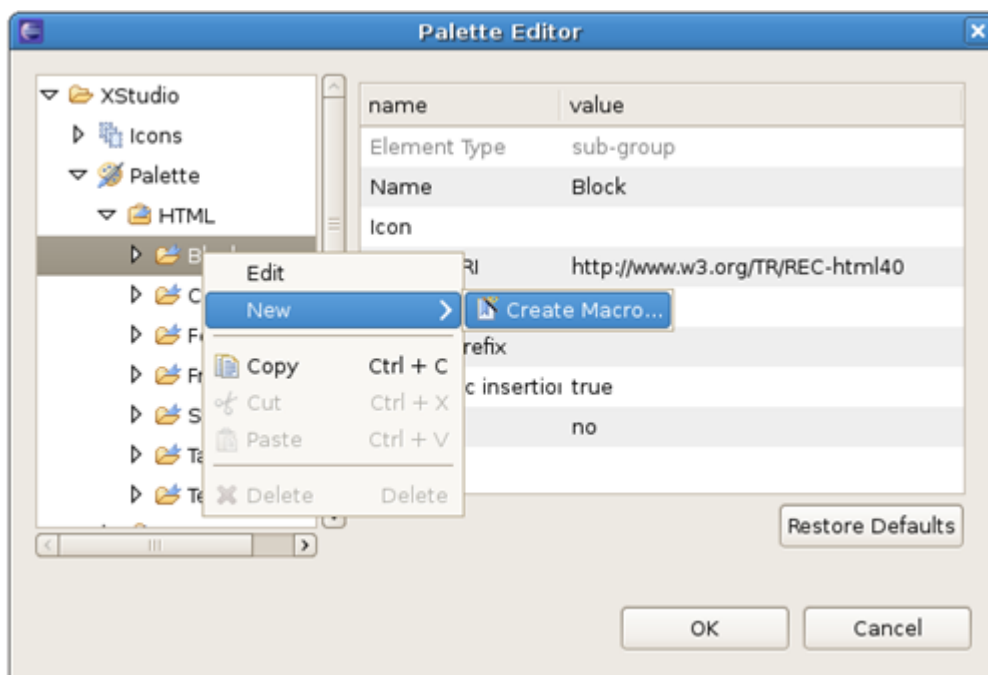 Palette Editor
XStudio
Icons
Palette
HTML
name value
Element Type sub-group
Name Block
Icon
RI http://www.w3.org/TR/REC-html40
refix
c insertion true
no
Edit
New
Create Macro...
Copy Ctrl + C
Cut Ctrl + X
Paste Ctrl + V
Delete Delete
Restore Defaults
OK Cancel